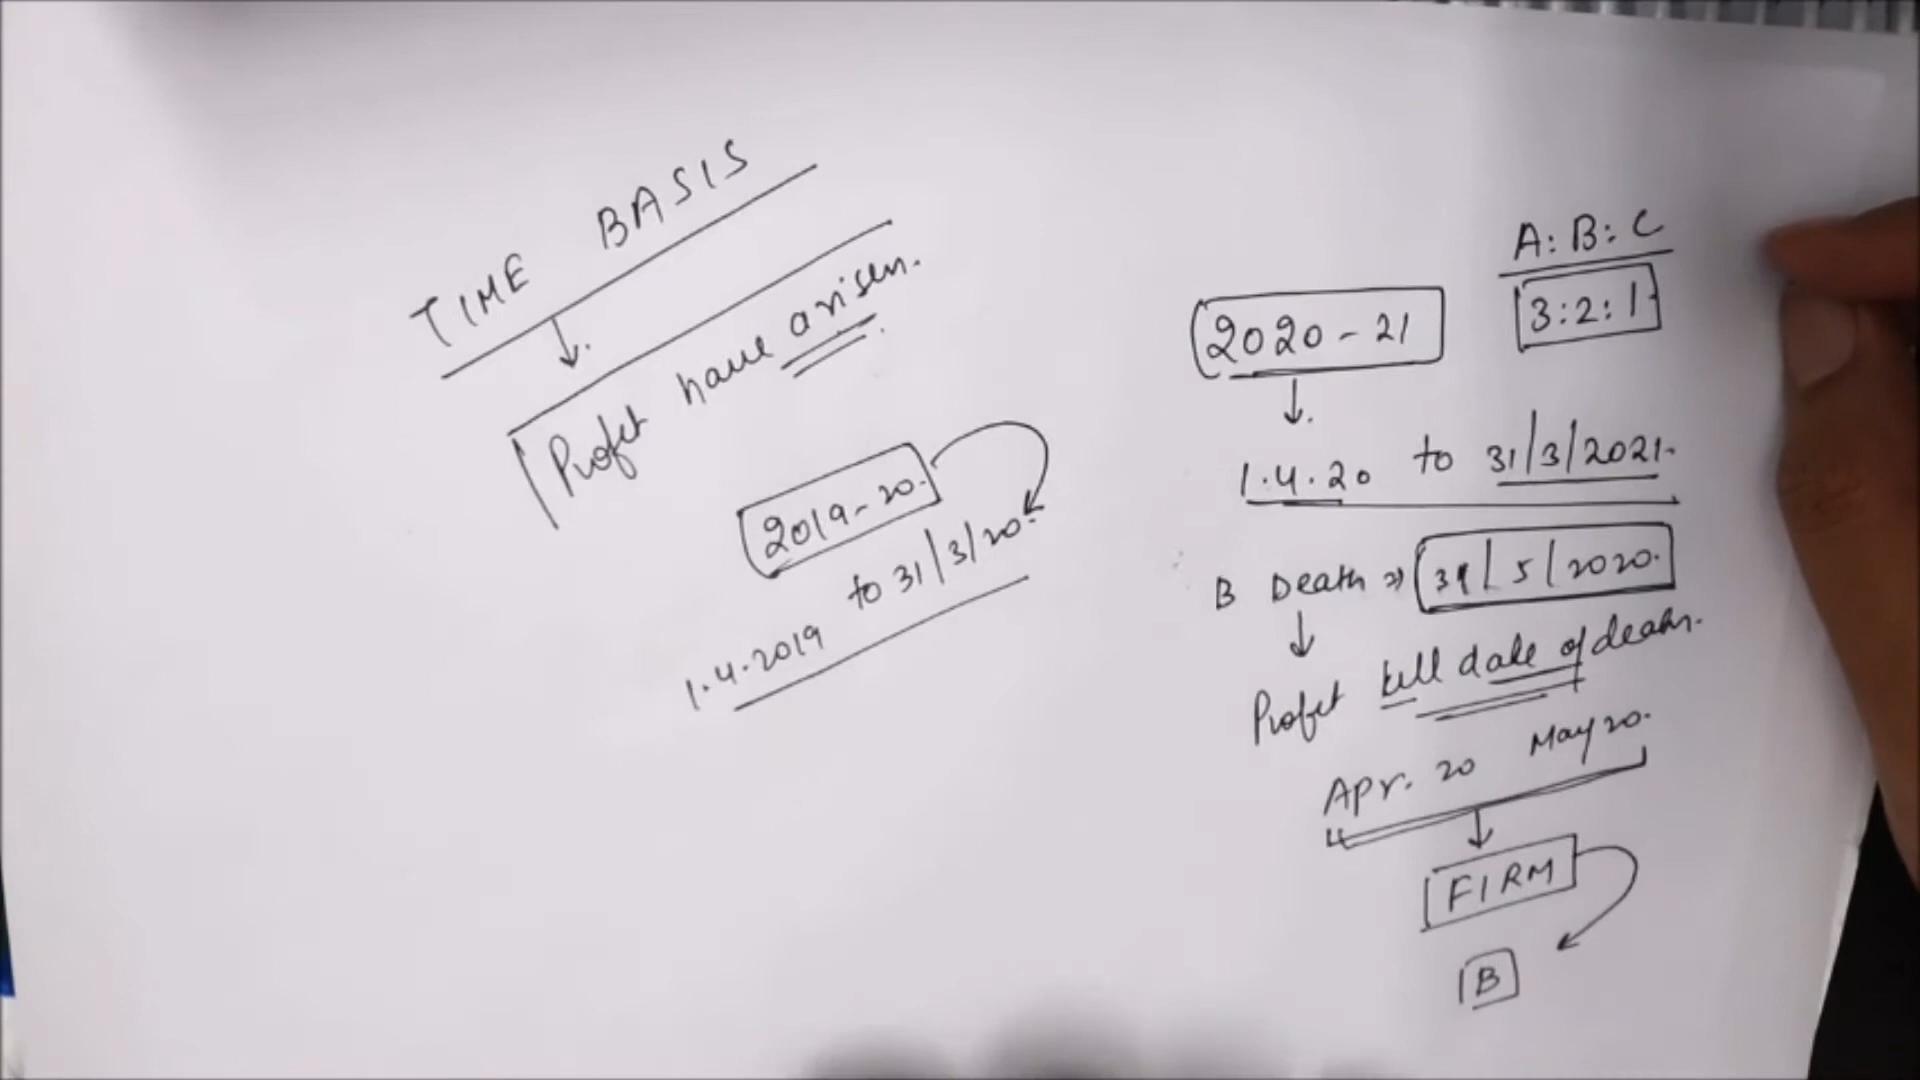 TIME BASIS
Profit have arisen.
2019-20.
1.4.2019 to 31/3/20.
A:B:C
3:2:1
2020-21
1.4.20 to 31/3/2021.
B Death ⇒ 31/5/2020.
Profit till date of death.
Apr. 20 May 20.
FIRM
B